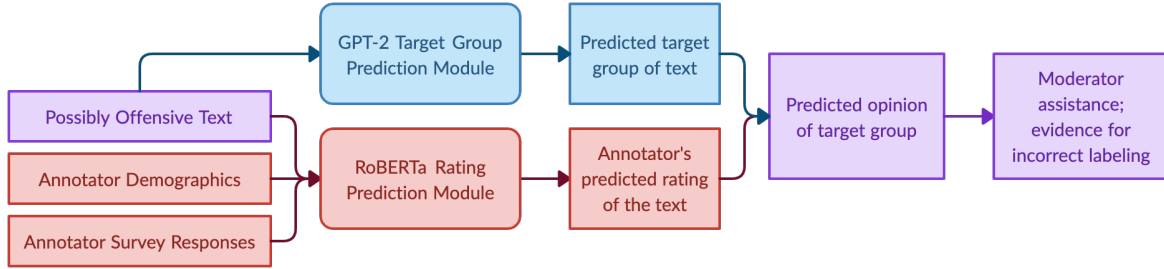 GPT-2 Target Group
Prediction Module
Predicted target
group of text
Possibly Offensive Text
Annotator Demographics
Annotator Survey Responses
RoBERTa Rating
Prediction Module
Annotator's
predicted rating
of the text
Predicted opinion
of target group
Moderator
assistance;
evidence for
incorrect labeling